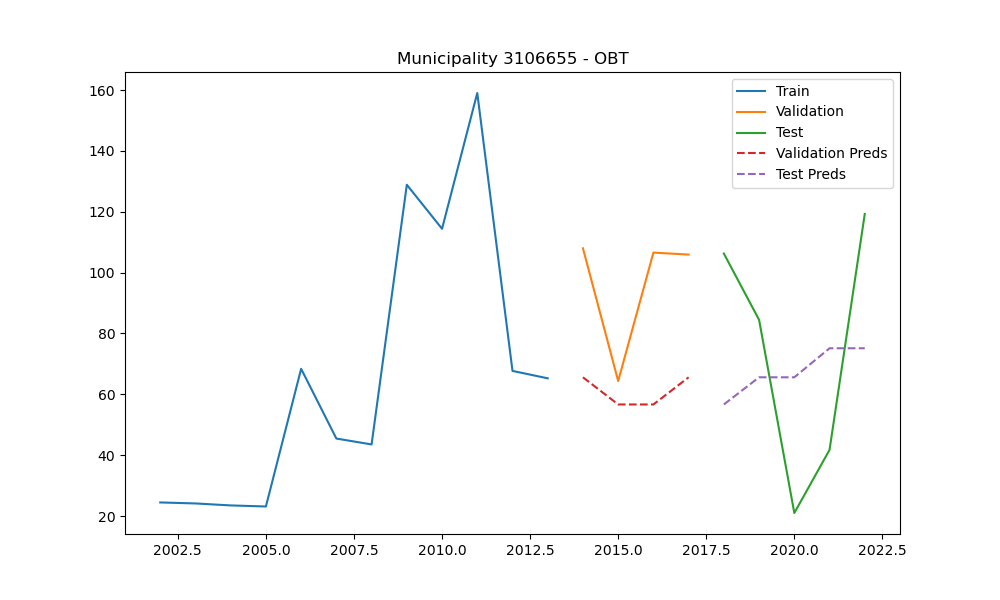 Municipality 3106655 - OBT
160
140
120
100
80
60
40
20
Train
Validation
Test
Validation Preds
Test Preds
2002.5 2005.0 2007.5 2010.0 2012.5 2015.0 2017.5 2020.0 2022.5